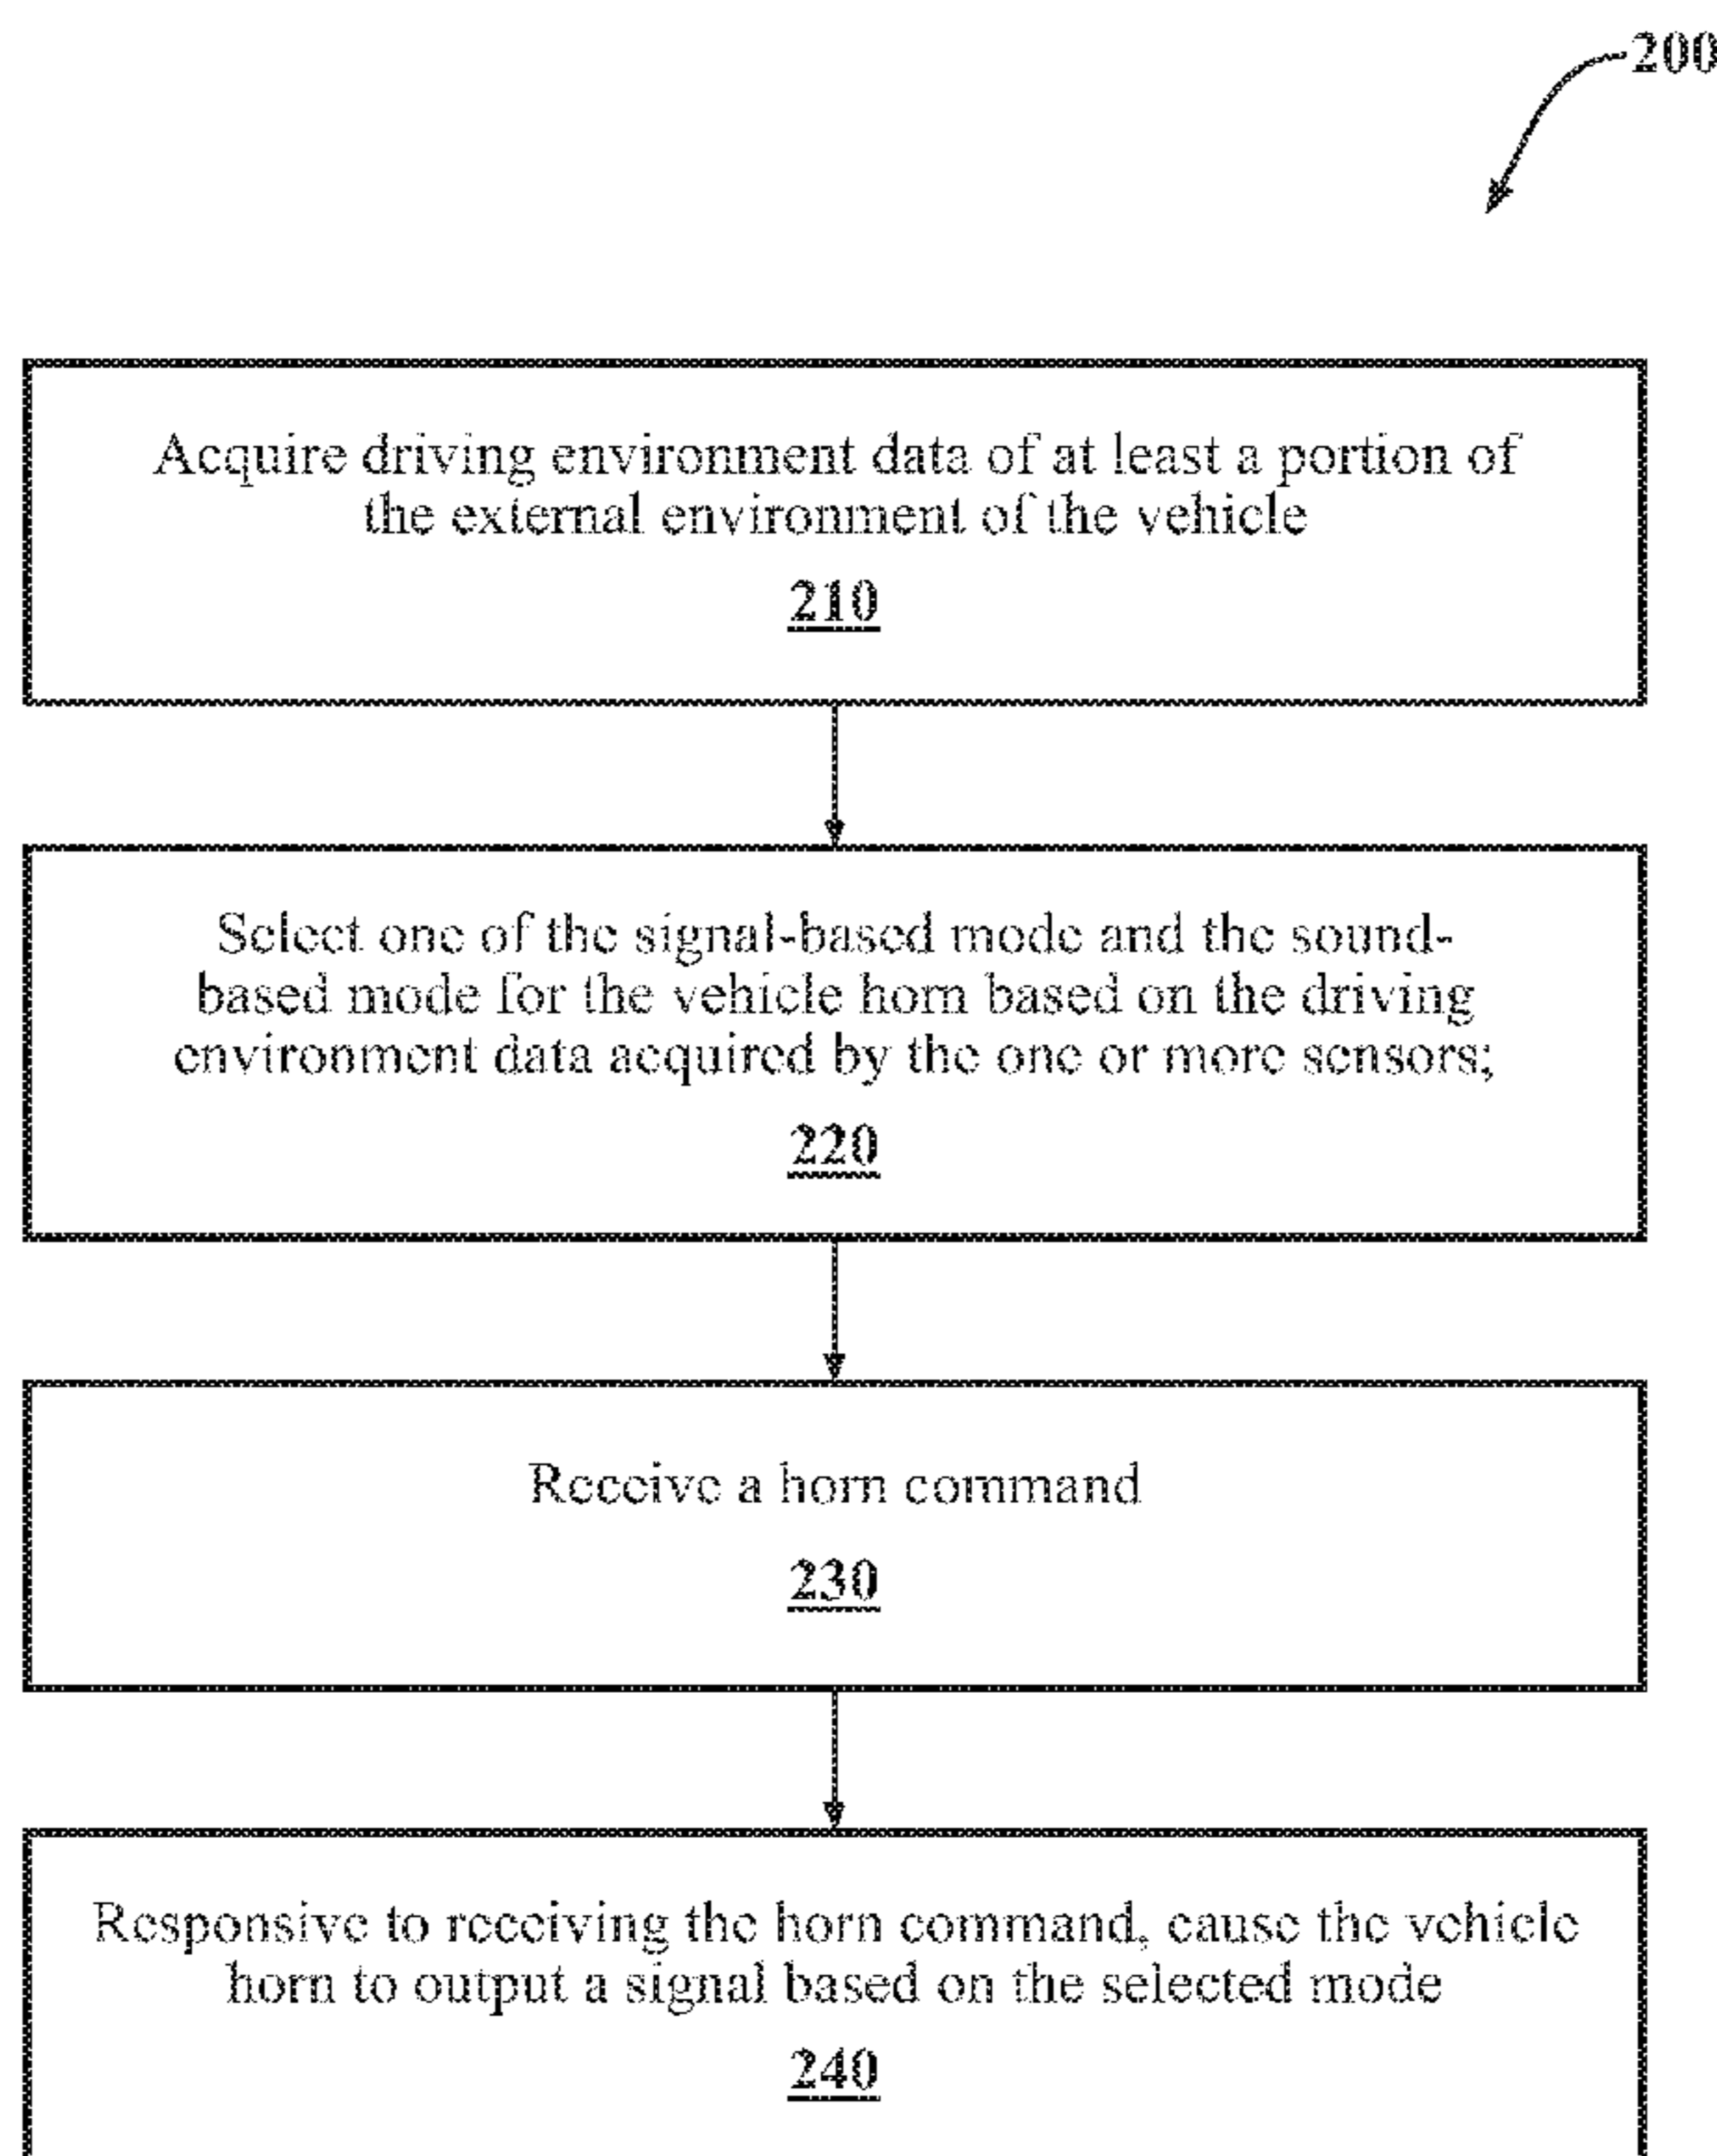 200
Acquire driving environment data of at least a portion of
the external environment of the vehicle
210
Select one of the signal-based mode and the sound-
based mode for the vehicle horn based on the driving
environment data acquired by the one or more sensors;
220
Receive a horn command
230
Responsive to receiving the horn command, cause the vehicle
horn to output a signal based on the selected mode
240